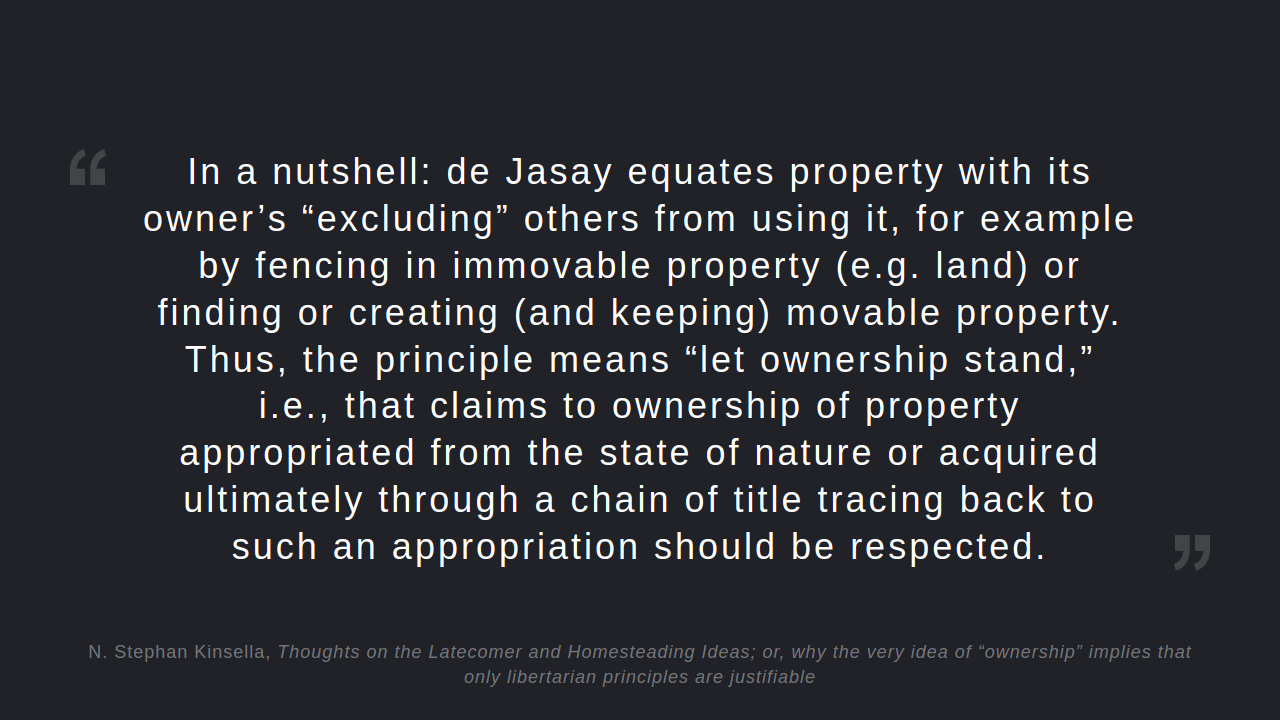 “
In a nutshell: de Jasay equates property with its
owner’s “excluding” others from using it, for example
by fencing in immovable property (e.g. land) or
finding or creating (and keeping) movable property.
Thus, the principle means “let ownership stand,”
i.e., that claims to ownership of property
appropriated from the state of nature or acquired
ultimately through a chain of title tracing back to
such an appropriation should be respected.
”
N. Stephan Kinsella, Thoughts on the Latecomer and Homesteading Ideas; or, why the very idea of “ownership” implies that
only libertarian principles are justifiable